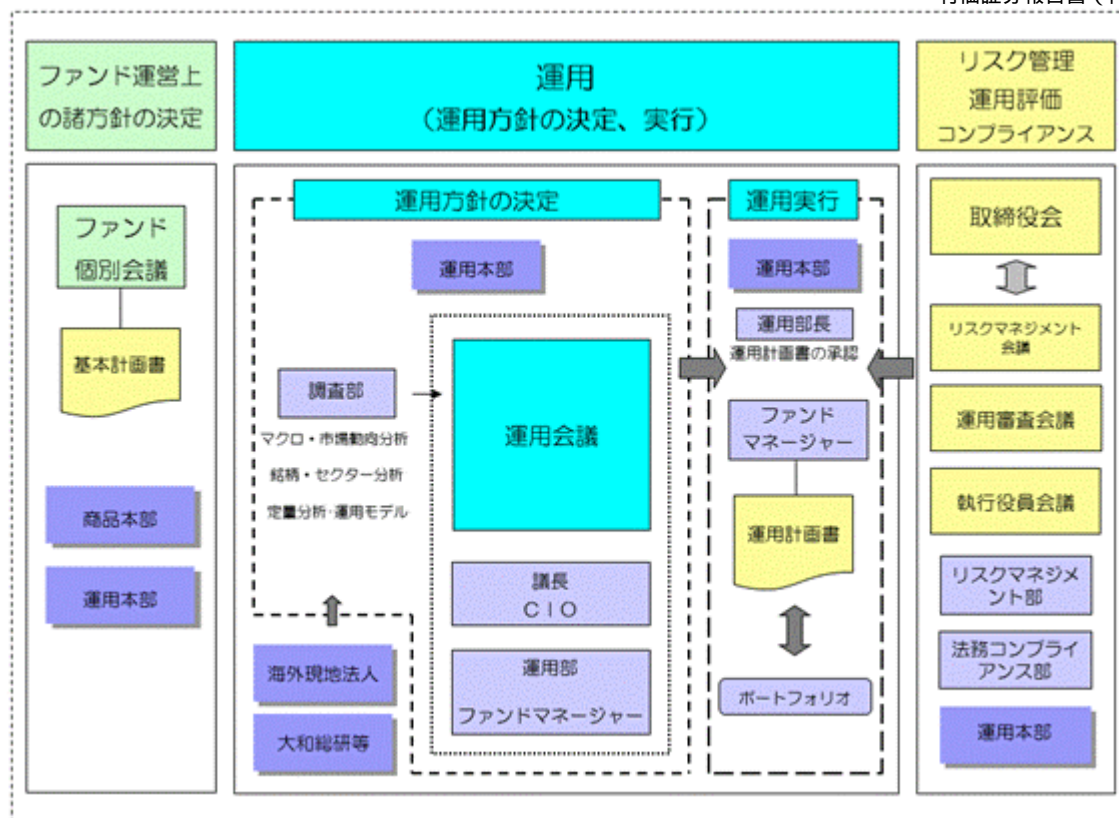 ファンド運営上
の諸方針の決定
運用
（運用方針の決定、実行）
リスク管理
運用評価
コンプライアンス
ファンド
個別会議
基本計画書
商品本部
運用本部
運用方針の決定
運用本部
調査部
マクロ・市場動向分析
銘柄・セクター分析
定量分析・運用モデル
海外現地法人
大和総研等
運用会議
議長
ＣＩＯ
運用部
ファンドマネージャー
運用実行
運用本部
運用部長
運用計画書の承認
ファンド
マネージャー
運用計画書
ポートフォリオ
取締役会
リスクマネジメント
会議
運用審査会議
執行役員会議
リスクマネジメ
ント部
法務コンプライ
アンス部
運用本部